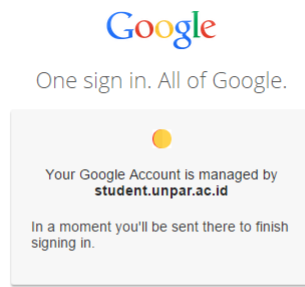 Google
One sign in. All of Google.
Your Google Account is managed by
student.unpar.ac.id
In a moment you'll be sent there to finish
signing in.